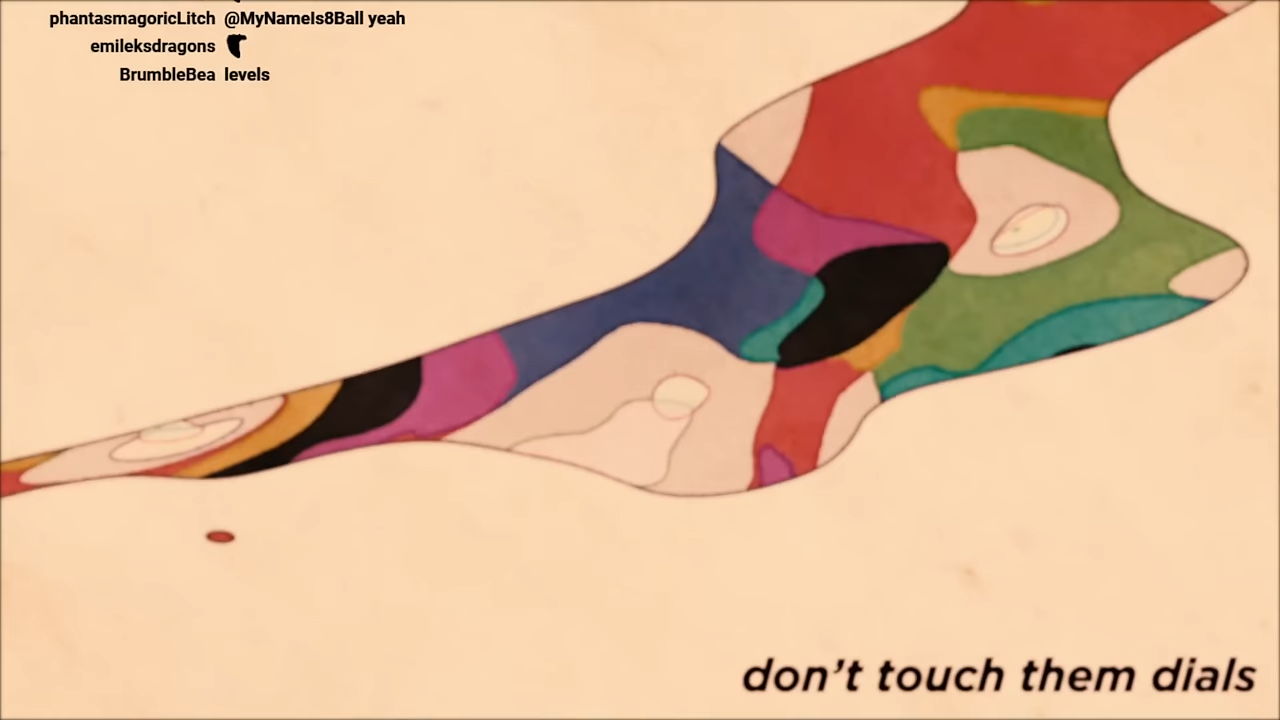 phantasmagoricLitch @MyNameIs8Ball yeah
emileksdragons
BrumbleBea levels
don't touch them dials